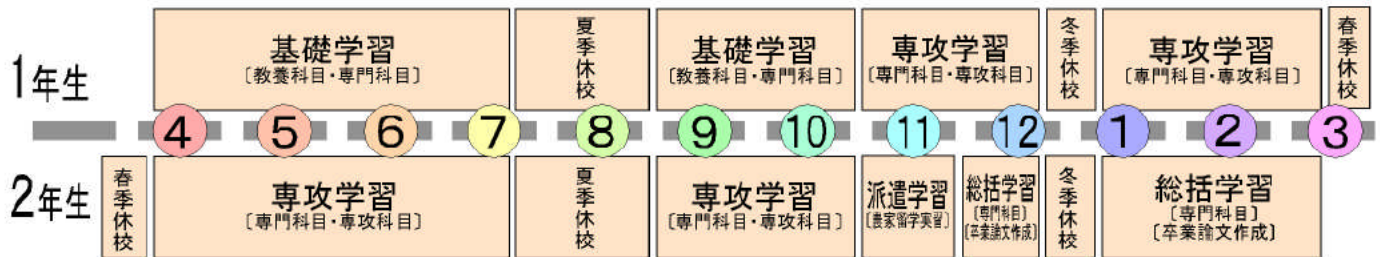 1年生
基礎学習
〔教養科目・専門科目〕
夏季休校
基礎学習
〔教養科目・専門科目〕
専攻学習
〔専門科目・専攻科目〕
冬季休校
専攻学習
〔専門科目・専攻科目〕
春季休校
4 5 6 7 8 9 10 11 12 1 2 3
2年生
春季休校
専攻学習
〔専門科目・専攻科目〕
夏季休校
専攻学習
〔専門科目・専攻科目〕
派遣学習
〔農家留学実習〕
総括学習
〔専門科目〕
〔卒業論文作成〕
冬季休校
総括学習
〔専門科目〕
〔卒業論文作成〕